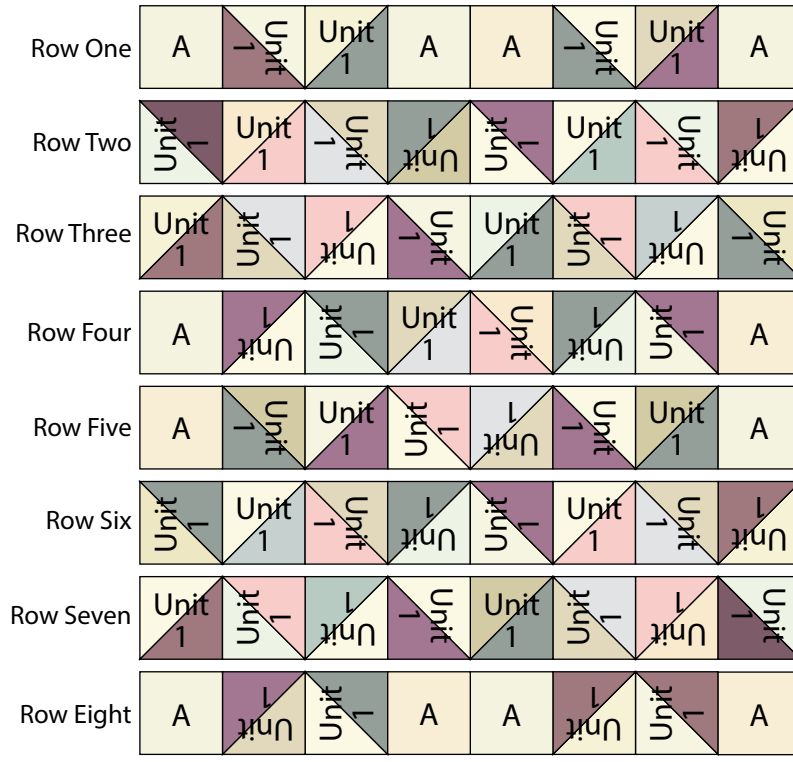 Row One A Unit 1 Unit 1 A A Unit 1 Unit 1 A
Row Two Unit 1 Unit 1 Unit 1 Unit 1 Unit 1 Unit 1 Unit 1 Unit 1
Row Three Unit 1 Unit 1 Unit 1 Unit 1 Unit 1 Unit 1 Unit 1 Unit 1
Row Four A Unit 1 Unit 1 Unit 1 Unit 1 Unit 1 Unit 1 A
Row Five A Unit 1 Unit 1 Unit 1 Unit 1 Unit 1 Unit 1 A
Row Six Unit 1 Unit 1 Unit 1 Unit 1 Unit 1 Unit 1 Unit 1 Unit 1
Row Seven Unit 1 Unit 1 Unit 1 Unit 1 Unit 1 Unit 1 Unit 1 Unit 1
Row Eight A Unit 1 Unit 1 A A Unit 1 Unit 1 A